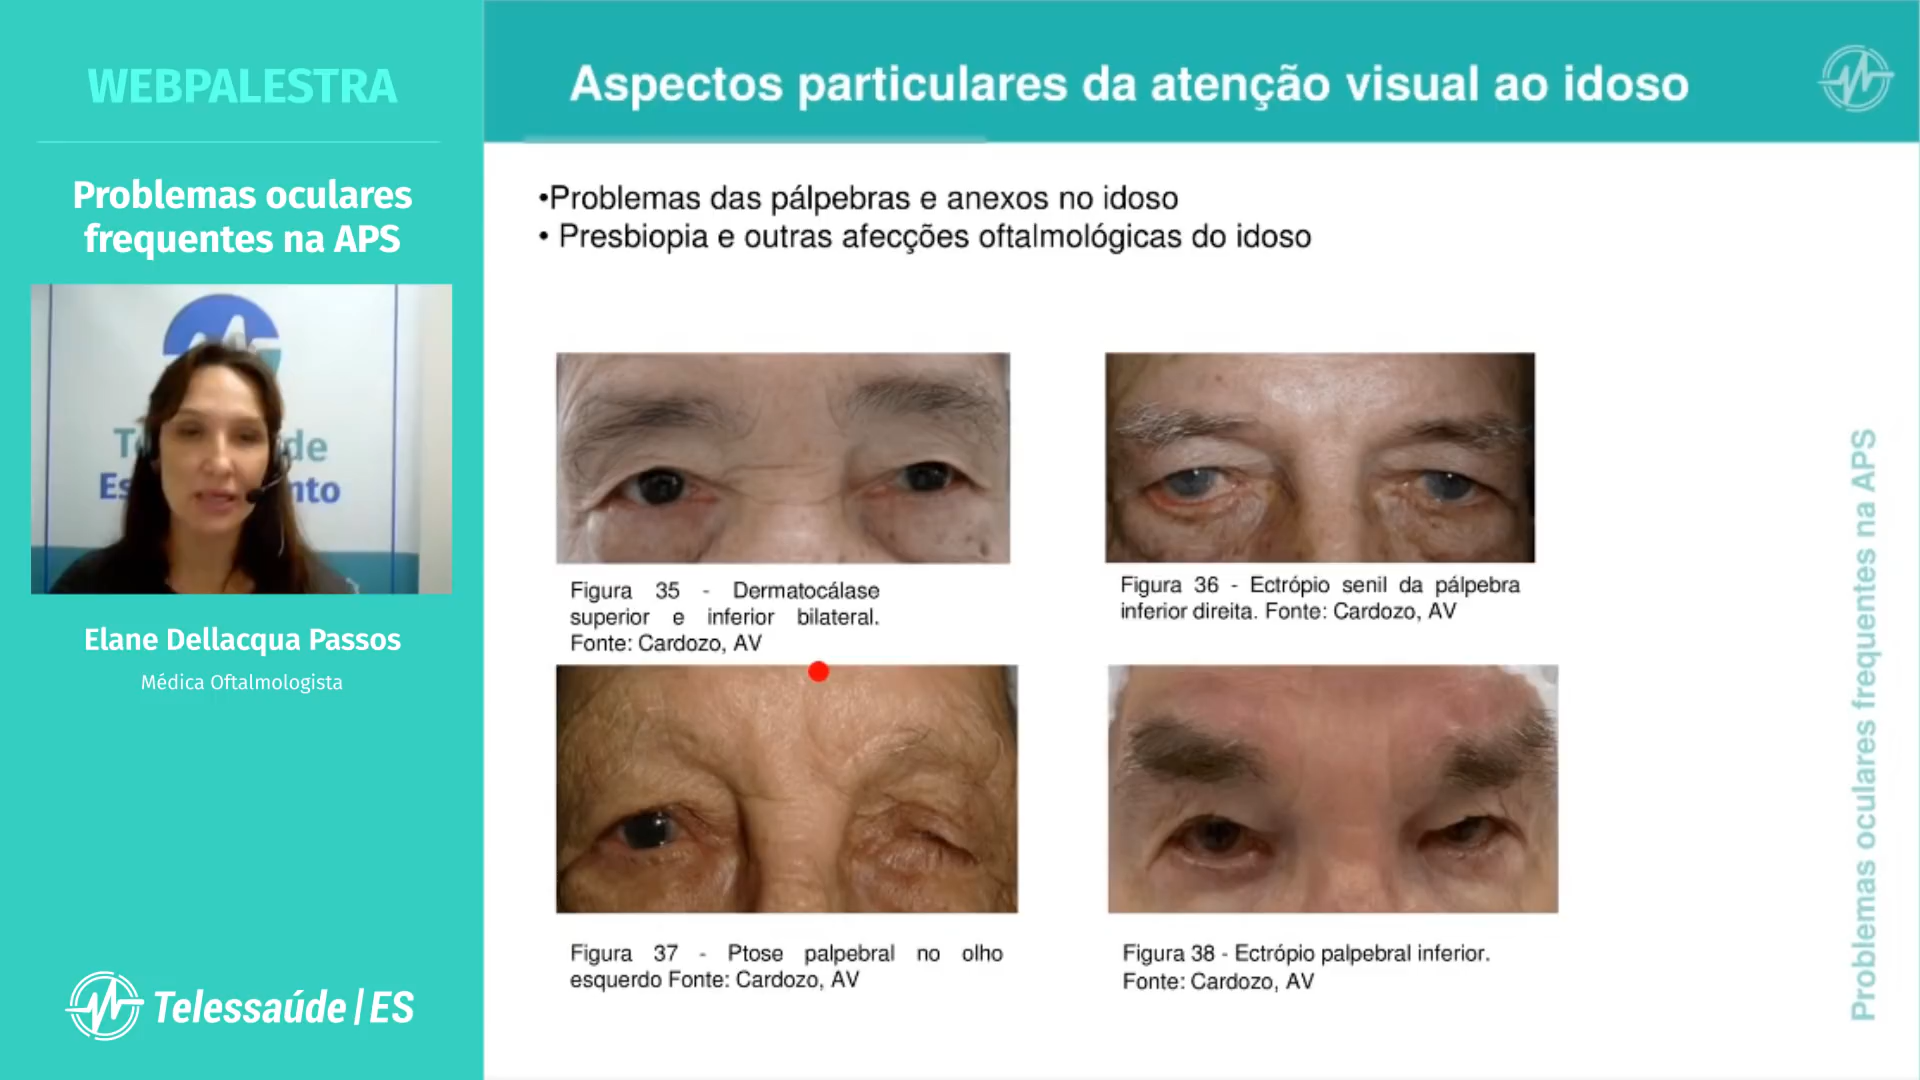 WEBPALESTRA
Problemas oculares
frequentes na APS
Elane Dellacqua Passos
Médica Oftalmologista
Telessaúde|ES
Aspectos particulares da atenção visual ao idoso
•Problemas das pálpebras e anexos no idoso
• Presbiopia e outras afecções oftalmológicas do idoso
Figura 35 - Dermatocálase
superior e inferior bilateral.
Fonte: Cardozo, AV
Figura 36 - Ectrópio senil da pálpebra
inferior direita. Fonte: Cardozo, AV
Figura 37 - Ptose palpebral no olho
esquerdo Fonte: Cardozo, AV
Figura 38 - Ectrópio palpebral inferior.
Fonte: Cardozo, AV
Problemas oculares frequentes na APS